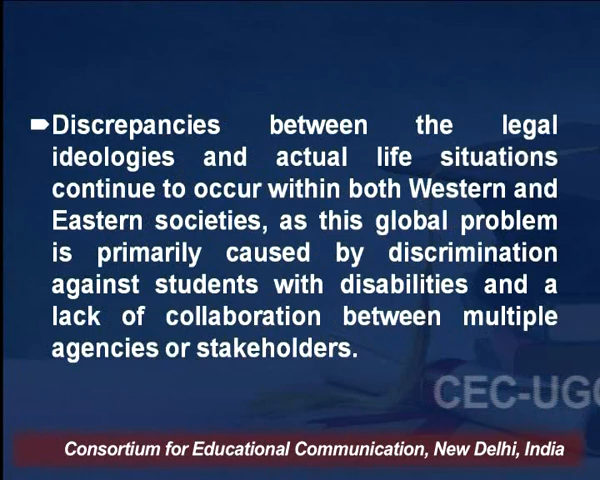 Discrepancies between the legal
ideologies and actual life situations
continue to occur within both Western and
Eastern societies, as this global problem
is primarily caused by discrimination
against students with disabilities and a
lack of collaboration between multiple
agencies or stakeholders.
CEC-UGC
Consortium for Educational Communication, New Delhi, India